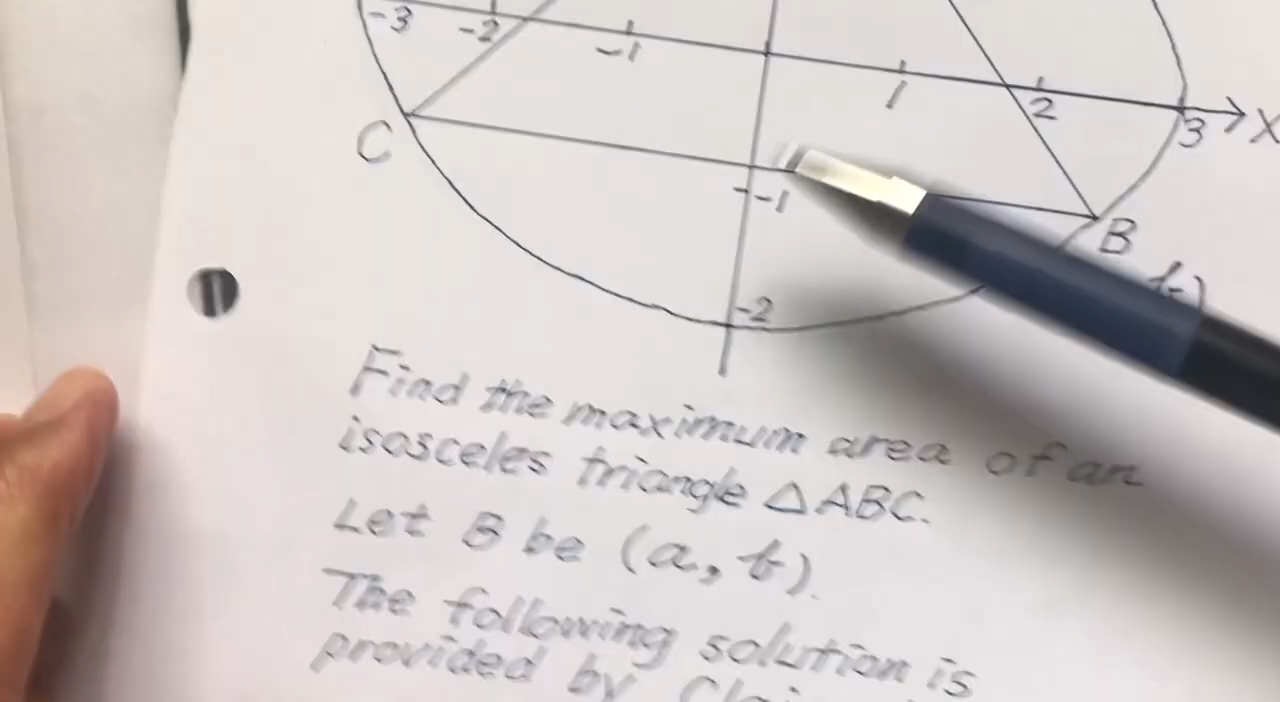 -3 -2 -1 1 2 3 X
C
-1
B
-2
Find the maximum area of an
isosceles triangle △ABC.
Let B be (a, b).
The following solution is
provided by